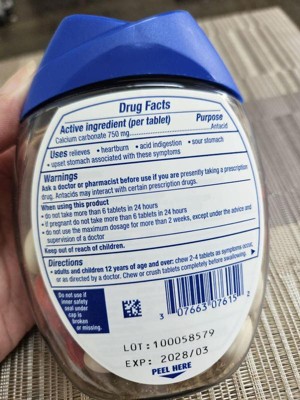 Drug Facts
Active ingredient (per tablet) Purpose
Calcium carbonate 750 mg Antacid
Uses relieves • heartburn • acid indigestion • sour stomach
• upset stomach associated with these symptoms
Warnings
Ask a doctor or pharmacist before use if you are presently taking a prescription
drug. Antacids may interact with certain prescription drugs.
When using this product
• do not take more than 6 tablets in 24 hours
• if pregnant do not take more than 6 tablets in 24 hours
• do not use the maximum dosage for more than 2 weeks, except under the advice and
supervision of a doctor
Keep out of reach of children.
Directions
• adults and children 12 years of age and over: chew 2-4 tablets as symptoms occur,
or as directed by a doctor. Chew or crush tablets completely before swallowing.
Do not use if
inner safety
seal under
cap is
broken
or missing.
3 07663 07615 2
LOT:100058579
EXP: 2028/03
PEEL HERE